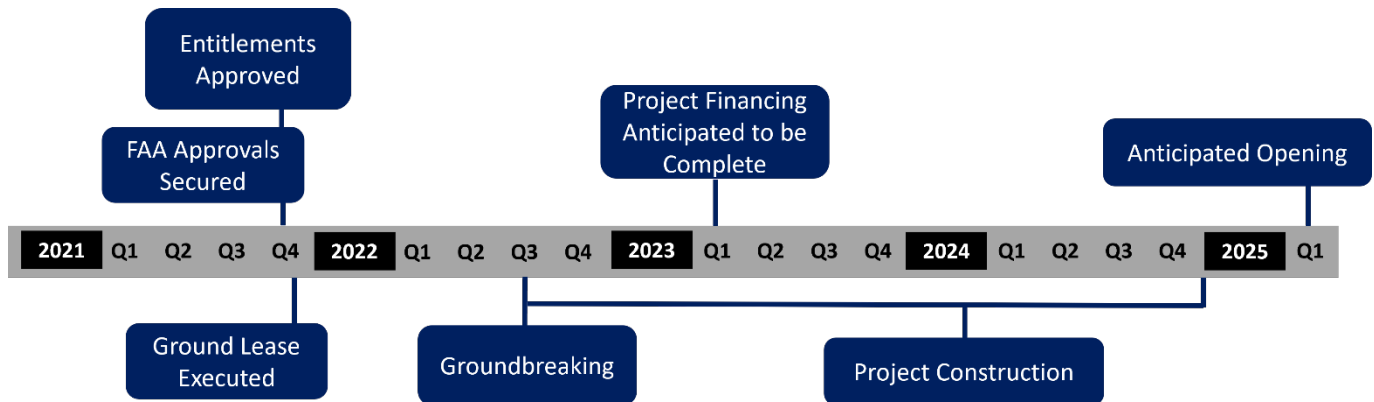 Entitlements
Approved
FAA Approvals
Secured
Project Financing
Anticipated to be
Complete
Anticipated Opening
2021 Q1 Q2 Q3 Q4 2022 Q1 Q2 Q3 Q4 2023 Q1 Q2 Q3 Q4 2024 Q1 Q2 Q3 Q4 2025 Q1
Ground Lease
Executed
Groundbreaking
Project Construction